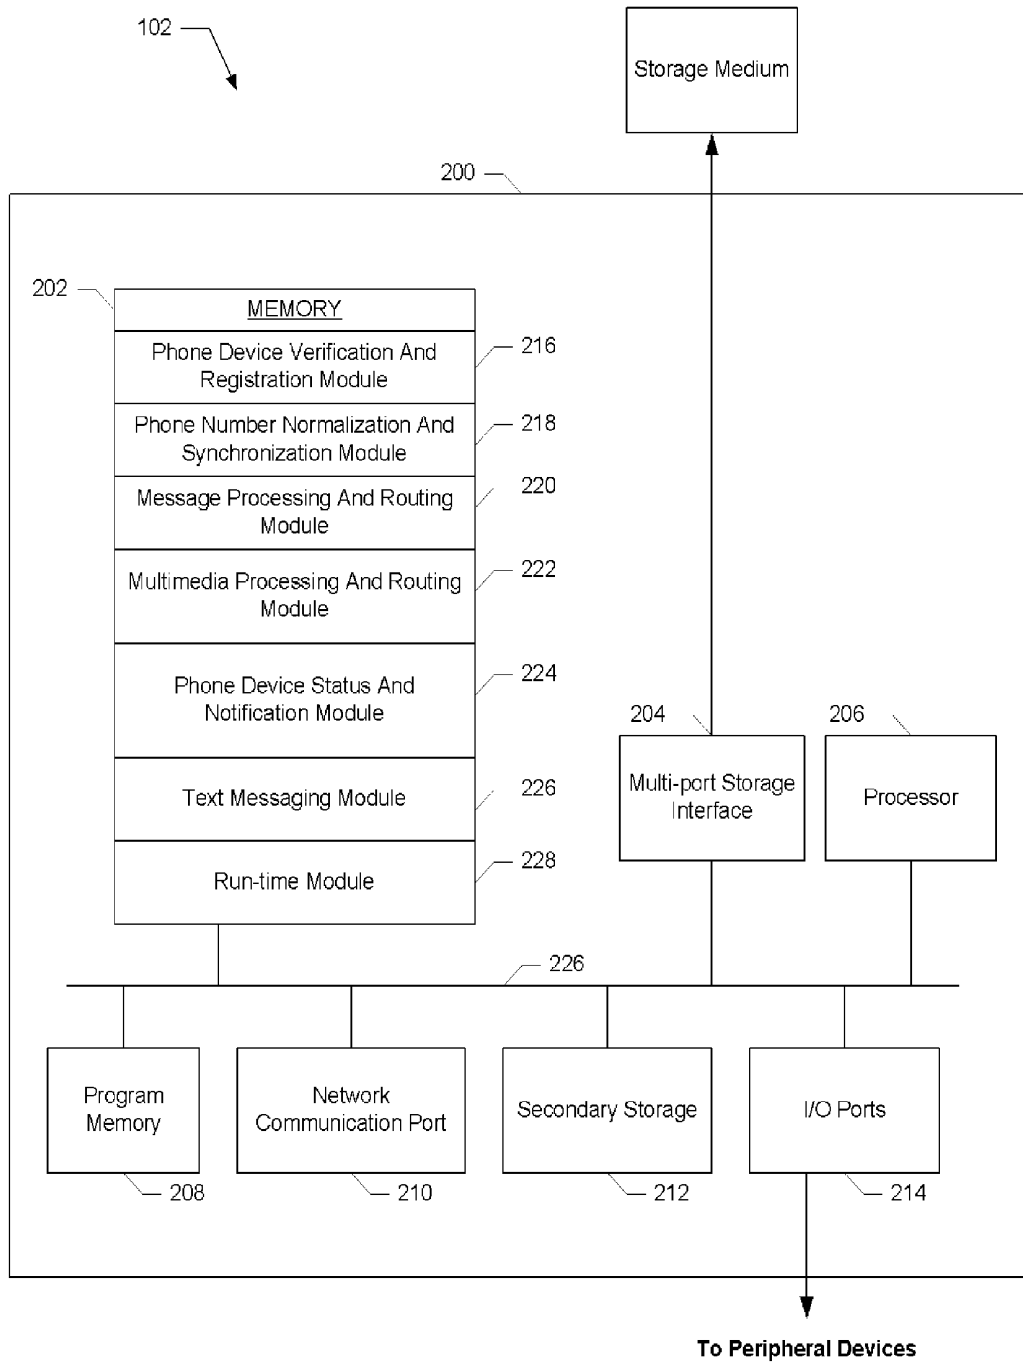 102
Storage Medium
200
202
MEMORY
Phone Device Verification And
Registration Module
216
Phone Number Normalization And
Synchronization Module
218
Message Processing And Routing
Module
220
Multimedia Processing And Routing
Module
222
Phone Device Status And
Notification Module
224
Text Messaging Module
226
Run-time Module
228
204
Multi-port Storage
Interface
206
Processor
226
Program
Memory
208
Network
Communication Port
210
Secondary Storage
212
I/O Ports
214
To Peripheral Devices